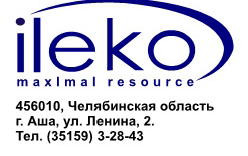 ileko
maximal resource
456010, Челябинская область
г. Аша, ул. Ленина, 2.
Тел. (35159) 3-28-43